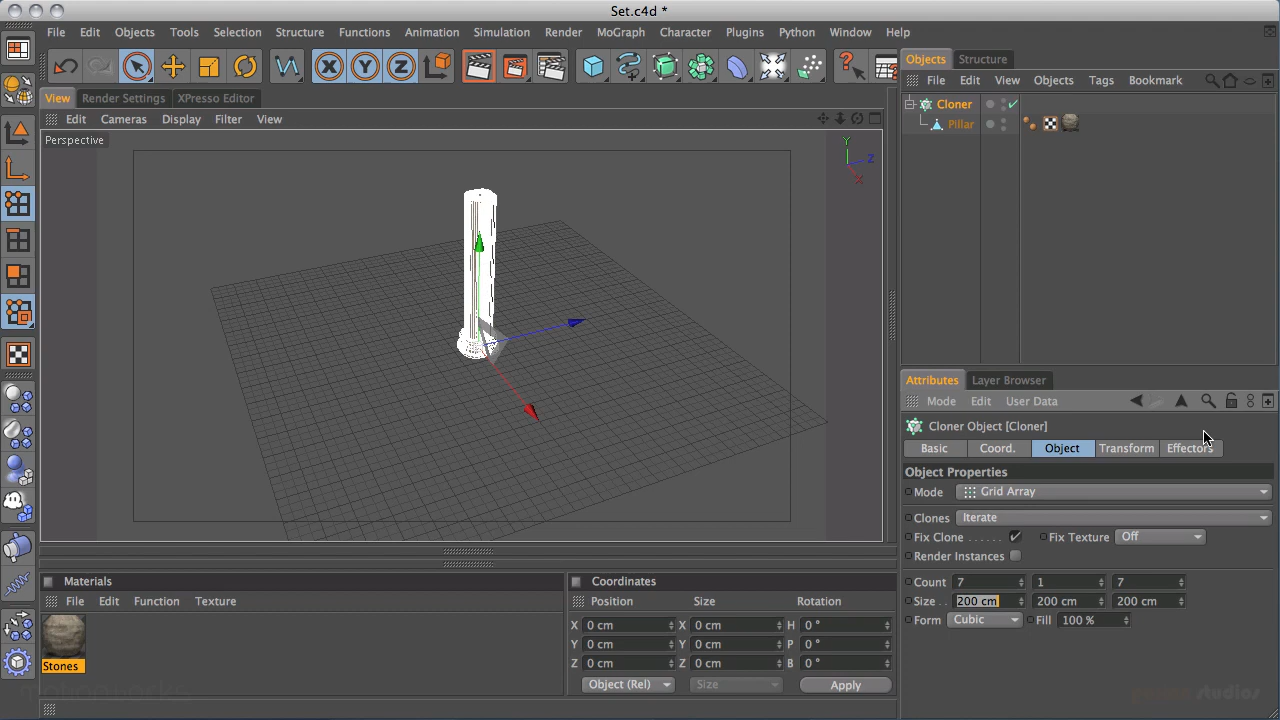 Set.c4d *
File Edit Objects Tools Selection Structure Functions Animation Simulation Render MoGraph Character Plugins Python Window Help
X Y Z
View Render Settings XPresso Editor
Edit Cameras Display Filter View
Perspective
Y
Z
X
Objects Structure
File Edit View Objects Tags Bookmark
Cloner
Pillar
Attributes Layer Browser
Mode Edit User Data
Cloner Object [Cloner]
Basic Coord. Object Transform Effectors
Object Properties
Mode Grid Array
Clones Iterate
Fix Clone . . . . . . Fix Texture Off
Render Instances
Count 7 1 7
Size . . 200 cm 200 cm 200 cm
Form Cubic Fill 100 %
Materials
File Edit Function Texture
Stones
Coordinates
Position Size Rotation
X 0 cm X 0 cm H 0 °
Y 0 cm Y 0 cm P 0 °
Z 0 cm Z 0 cm B 0 °
Object (Rel) Size Apply
studios